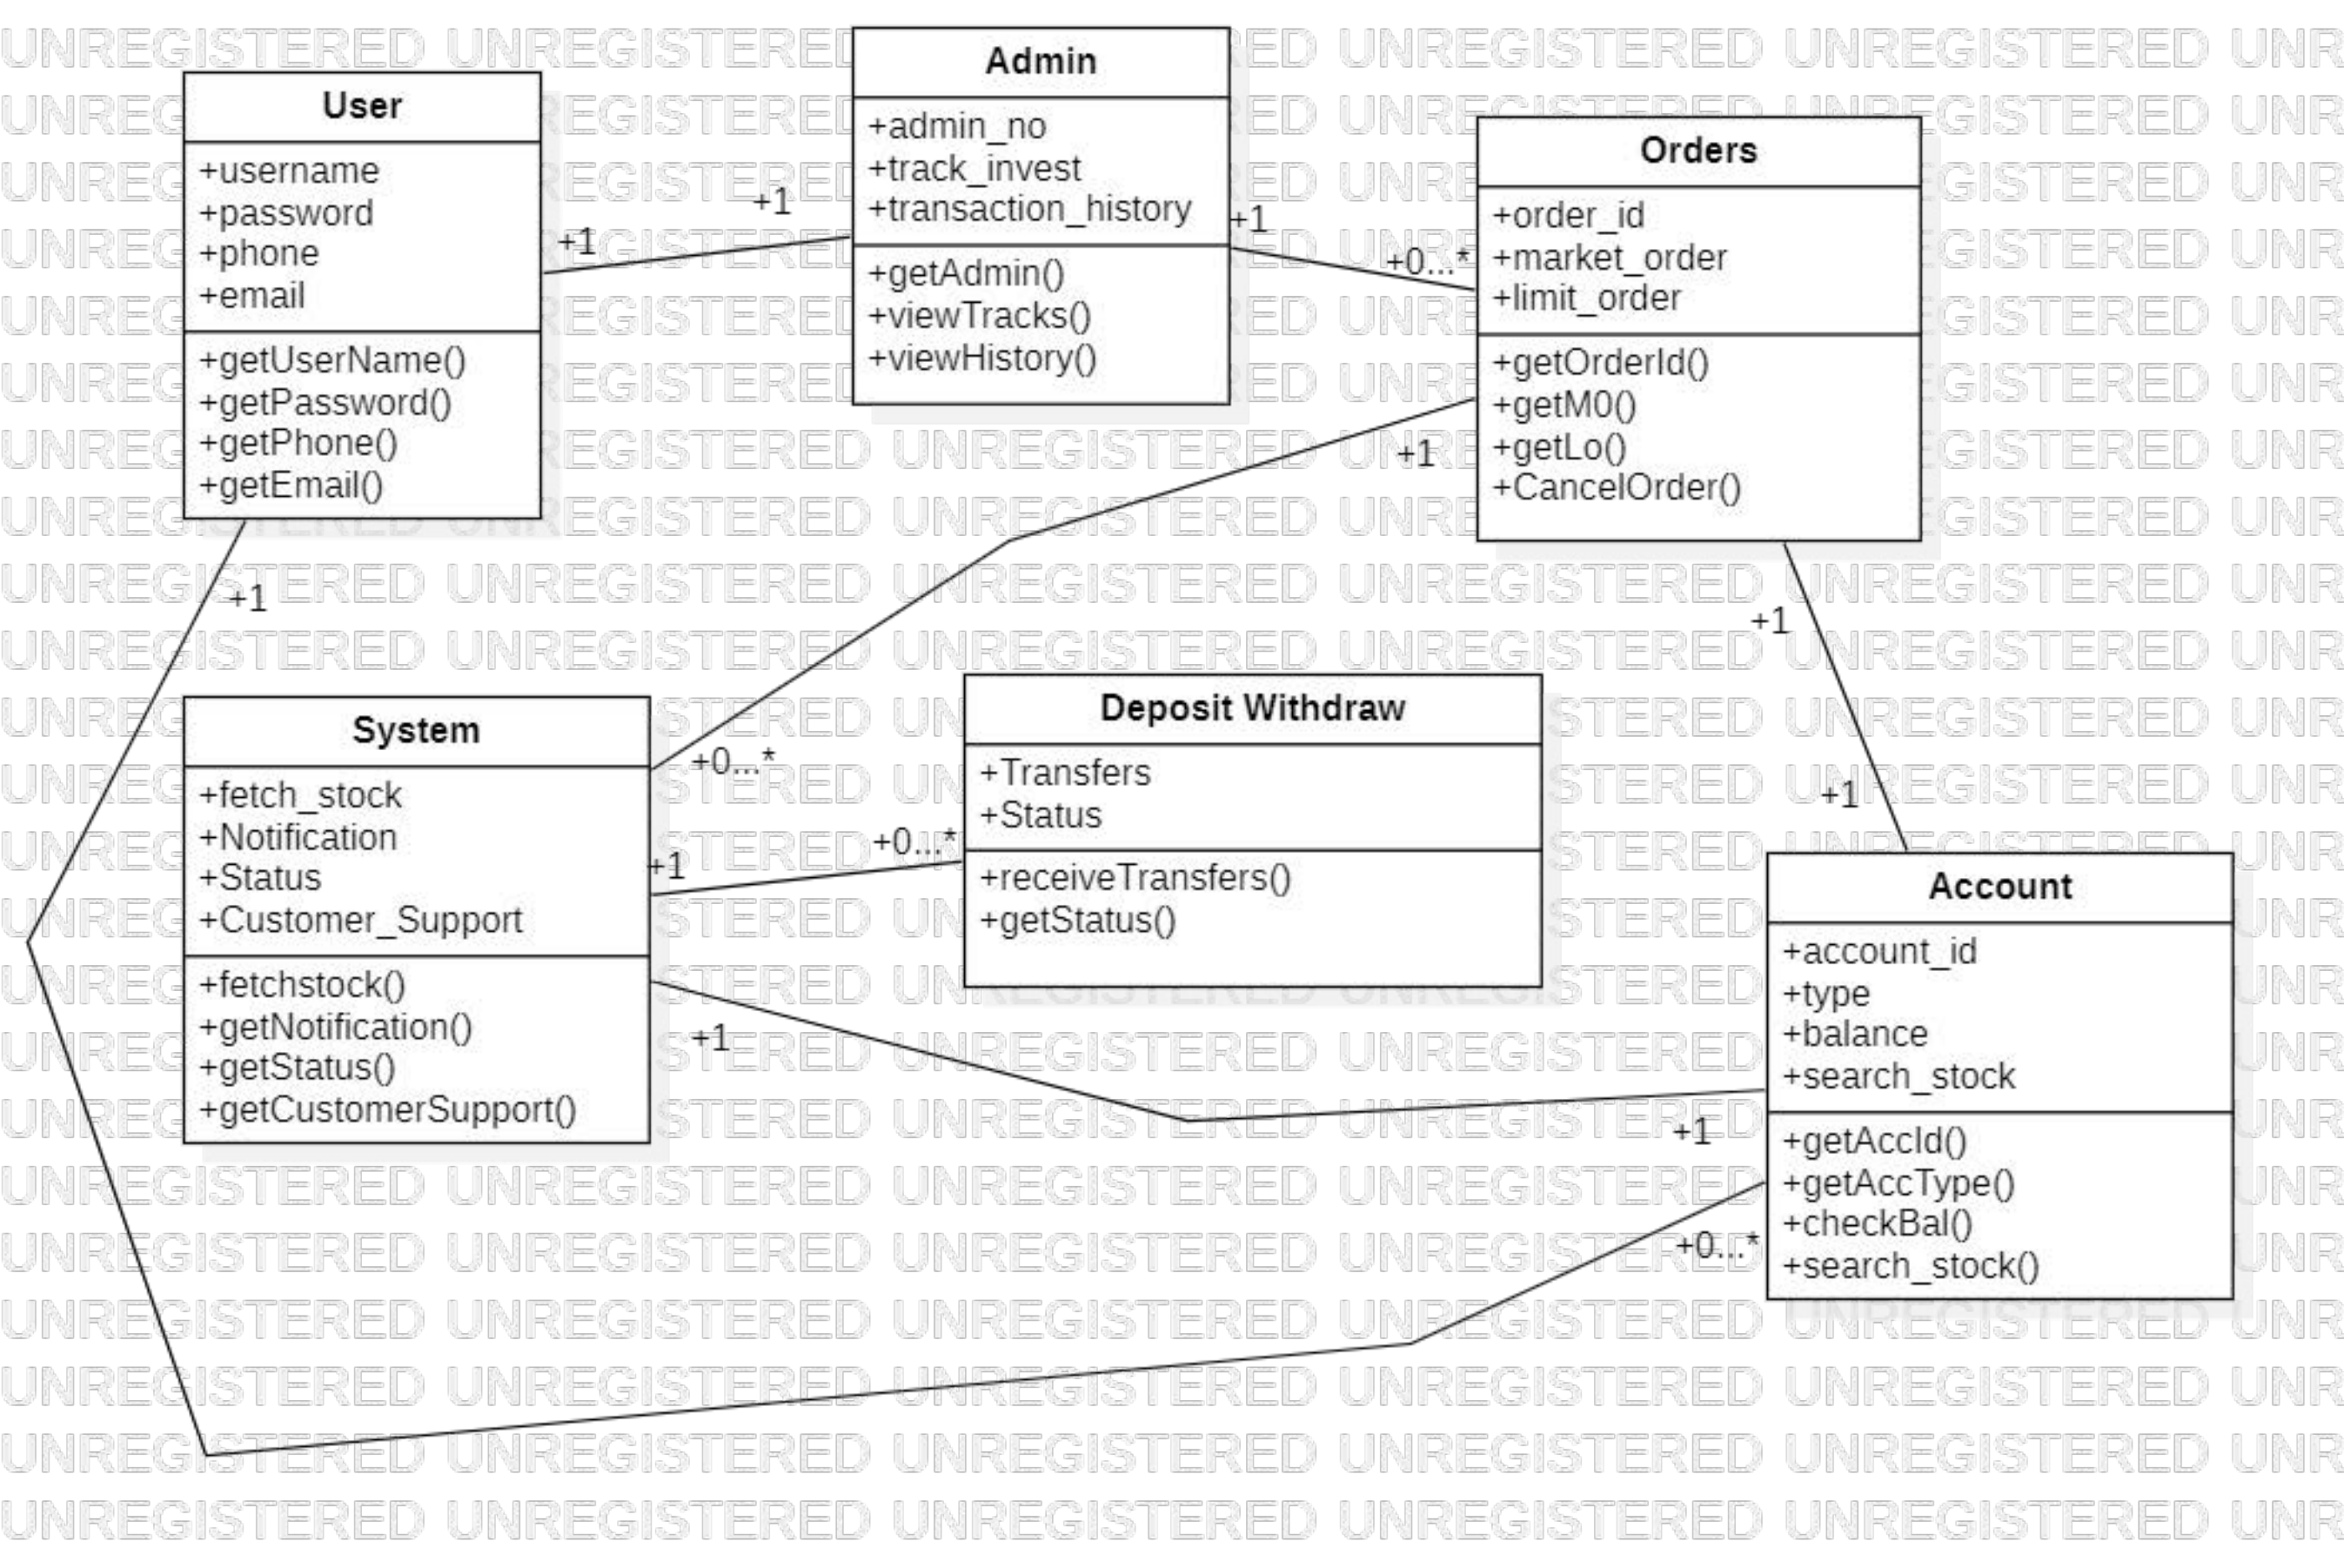 User
+username
+password
+phone
+email
+getUserName()
+getPassword()
+getPhone()
+getEmail()
+1
+1
Admin
+admin_no
+track_invest
+transaction_history
+getAdmin()
+viewTracks()
+viewHistory()
+1
+0...*
Orders
+order_id
+market_order
+limit_order
+getOrderId()
+getM0()
+getLo()
+CancelOrder()
+1
+1
+1
System
+fetch_stock
+Notification
+Status
+Customer_Support
+fetchstock()
+getNotification()
+getStatus()
+getCustomerSupport()
+0...*
+1
+0...*
+1
Deposit Withdraw
+Transfers
+Status
+receiveTransfers()
+getStatus()
+1
Account
+account_id
+type
+balance
+search_stock
+getAccId()
+getAccType()
+checkBal()
+search_stock()
+1
+0...*
UNREGISTERED